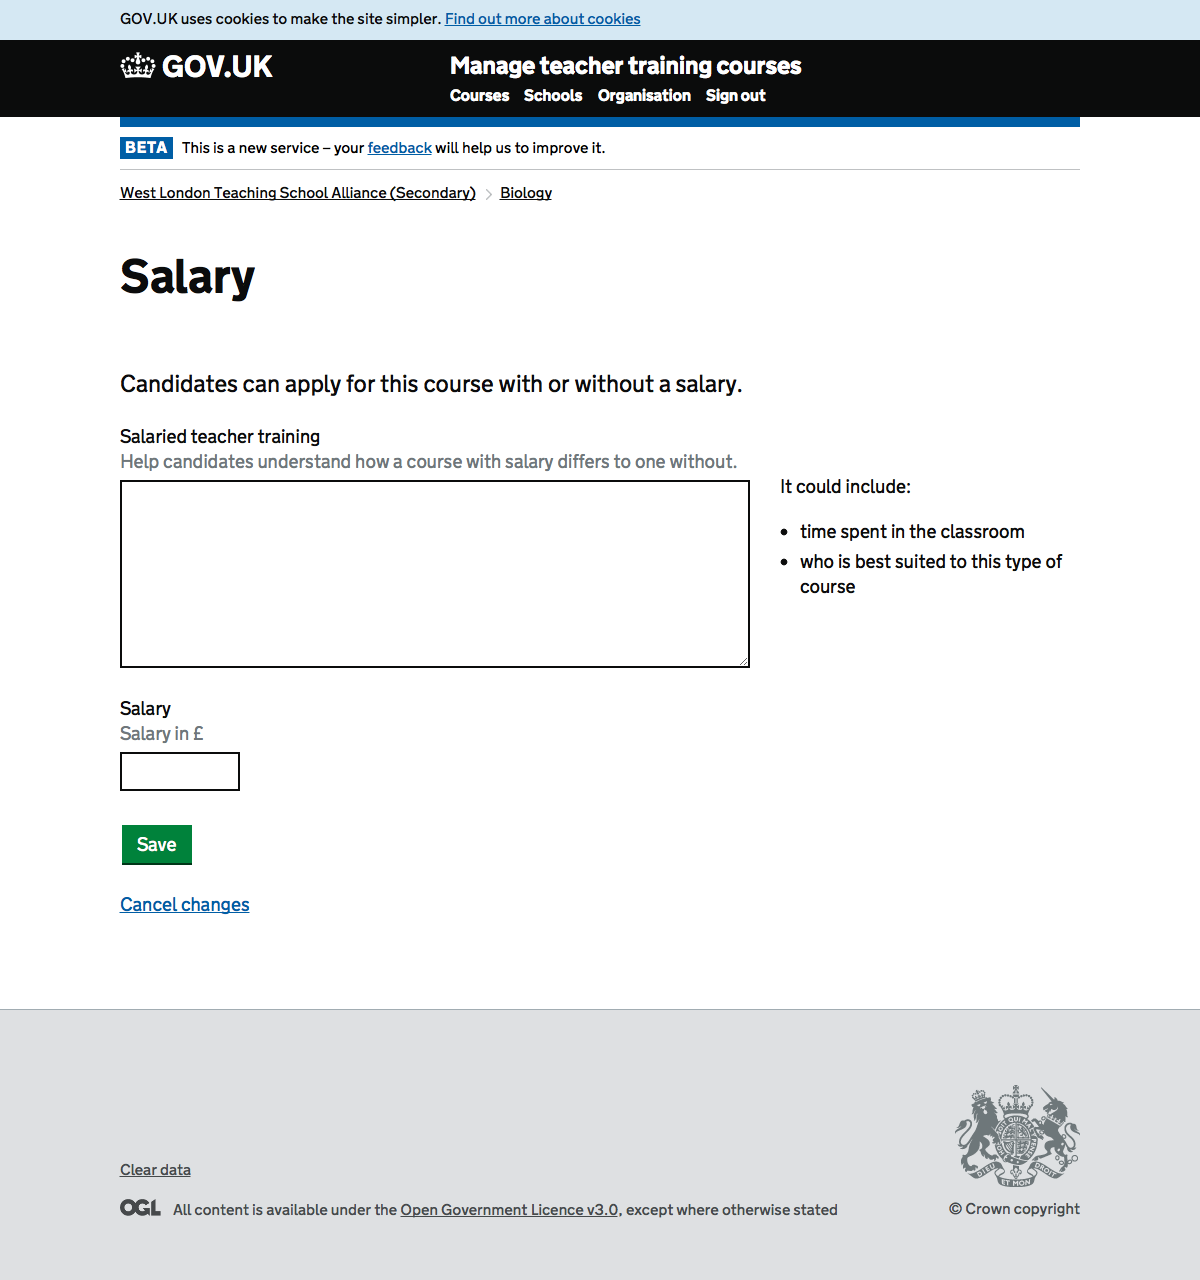 GOV.UK uses cookies to make the site simpler. Find out more about cookies
GOV.UK
Manage teacher training courses
Courses Schools Organisation Sign out
BETA This is a new service – your feedback will help us to improve it.
West London Teaching School Alliance (Secondary) Biology
Salary
Candidates can apply for this course with or without a salary.
Salaried teacher training
Help candidates understand how a course with salary differs to one without.
It could include:
• time spent in the classroom
• who is best suited to this type of
course
Salary
Salary in £
Save
Cancel changes
Clear data
DIEU ET MON DROIT
OGL All content is available under the Open Government Licence v3.0, except where otherwise stated
© Crown copyright